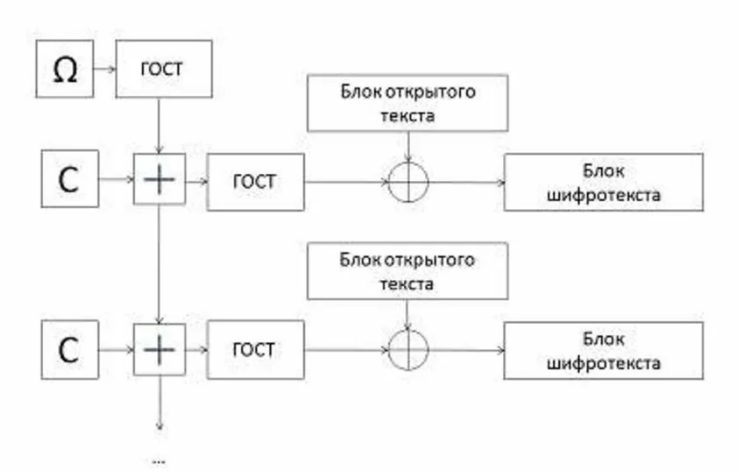 Ω
ГОСТ
Блок открытого
текста
С
+
ГОСТ
Блок
шифротекста
Блок открытого
текста
С
+
ГОСТ
Блок
шифротекста
...